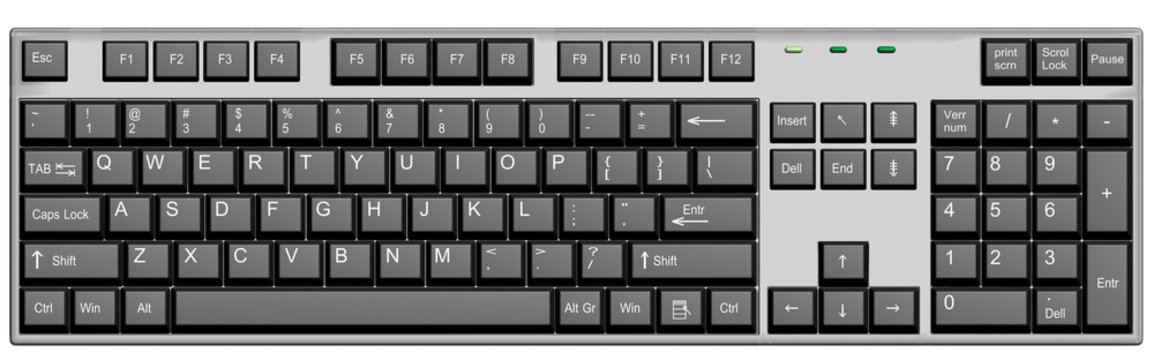 Esc F1 F2 F3 F4 F5 F6 F7 F8 F9 F10 F11 F12 print scrn Scrol Lock Pause
~ ' ! 1 @ 2 # 3 $ 4 % 5 ^ 6 & 7 * 8 ( 9 ) 0 -- - + = ← Insert ↖ ⇞ Verr num / * -
TAB ↹ Q W E R T Y U I O P { [ } ] | \ Dell End ⇟ 7 8 9 +
Caps Lock A S D F G H J K L : ; " , Entr ← 4 5 6
↑ Shift Z X C V B N M < , > . ? / ↑ Shift ↑ 1 2 3 Entr
Ctrl Win Alt Alt Gr Win Ctrl ← ↓ → 0 . Dell